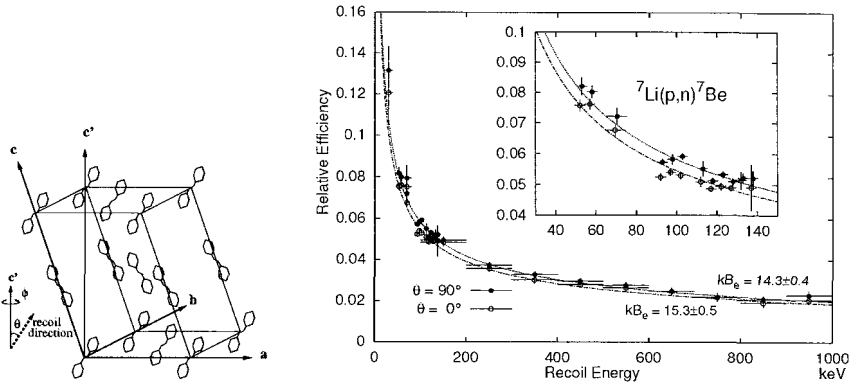 c
c'
b
a
c'
ϕ
θ
recoil
direction
0.16
0.14
0.12
0.1
0.08
0.06
0.04
0.02
0
Relative Efficiency
0 200 400 600 800 1000
Recoil Energy
keV
0.1
0.09
0.08
0.07
0.06
0.05
0.04
40 60 80 100 120 140
⁷Li(p,n)⁷Be
θ = 90°
θ = 0°
kBₑ = 14.3±0.4
kBₑ = 15.3±0.5